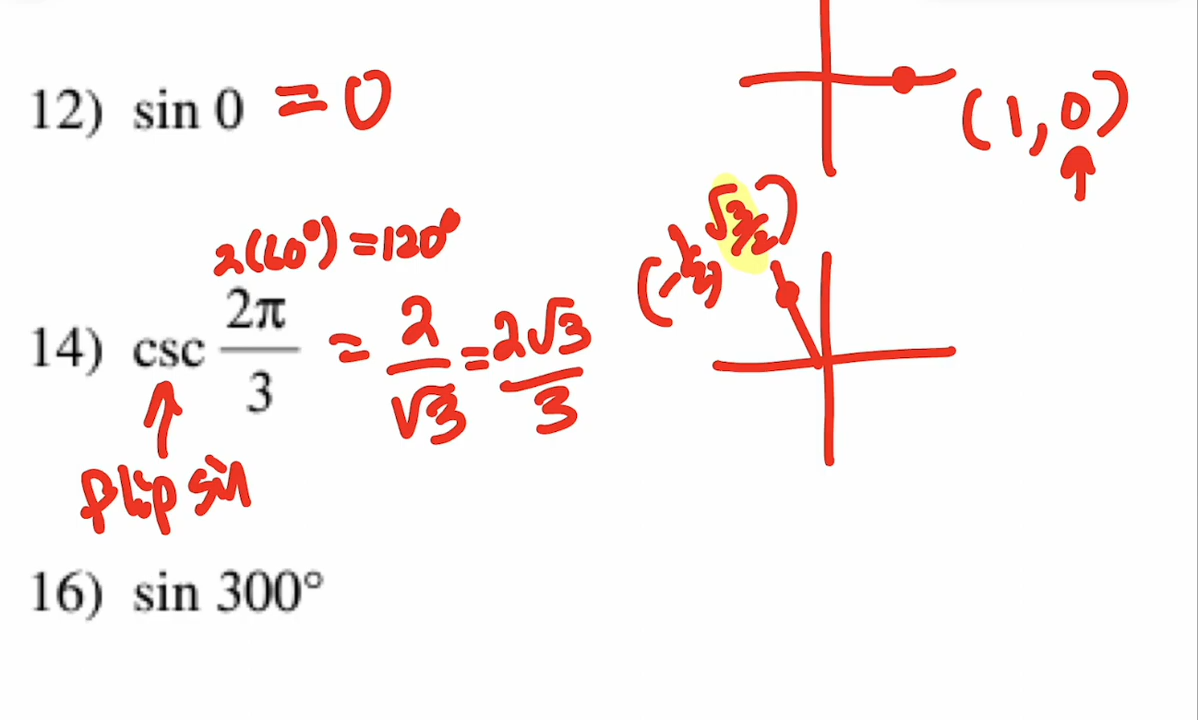 12) sin 0 = 0
(1, 0)
2(60°) = 120°
(-1/2, √3/2)
14) csc 2π/3 = 2/√3 = 2√3/3
flip sin
16) sin 300°